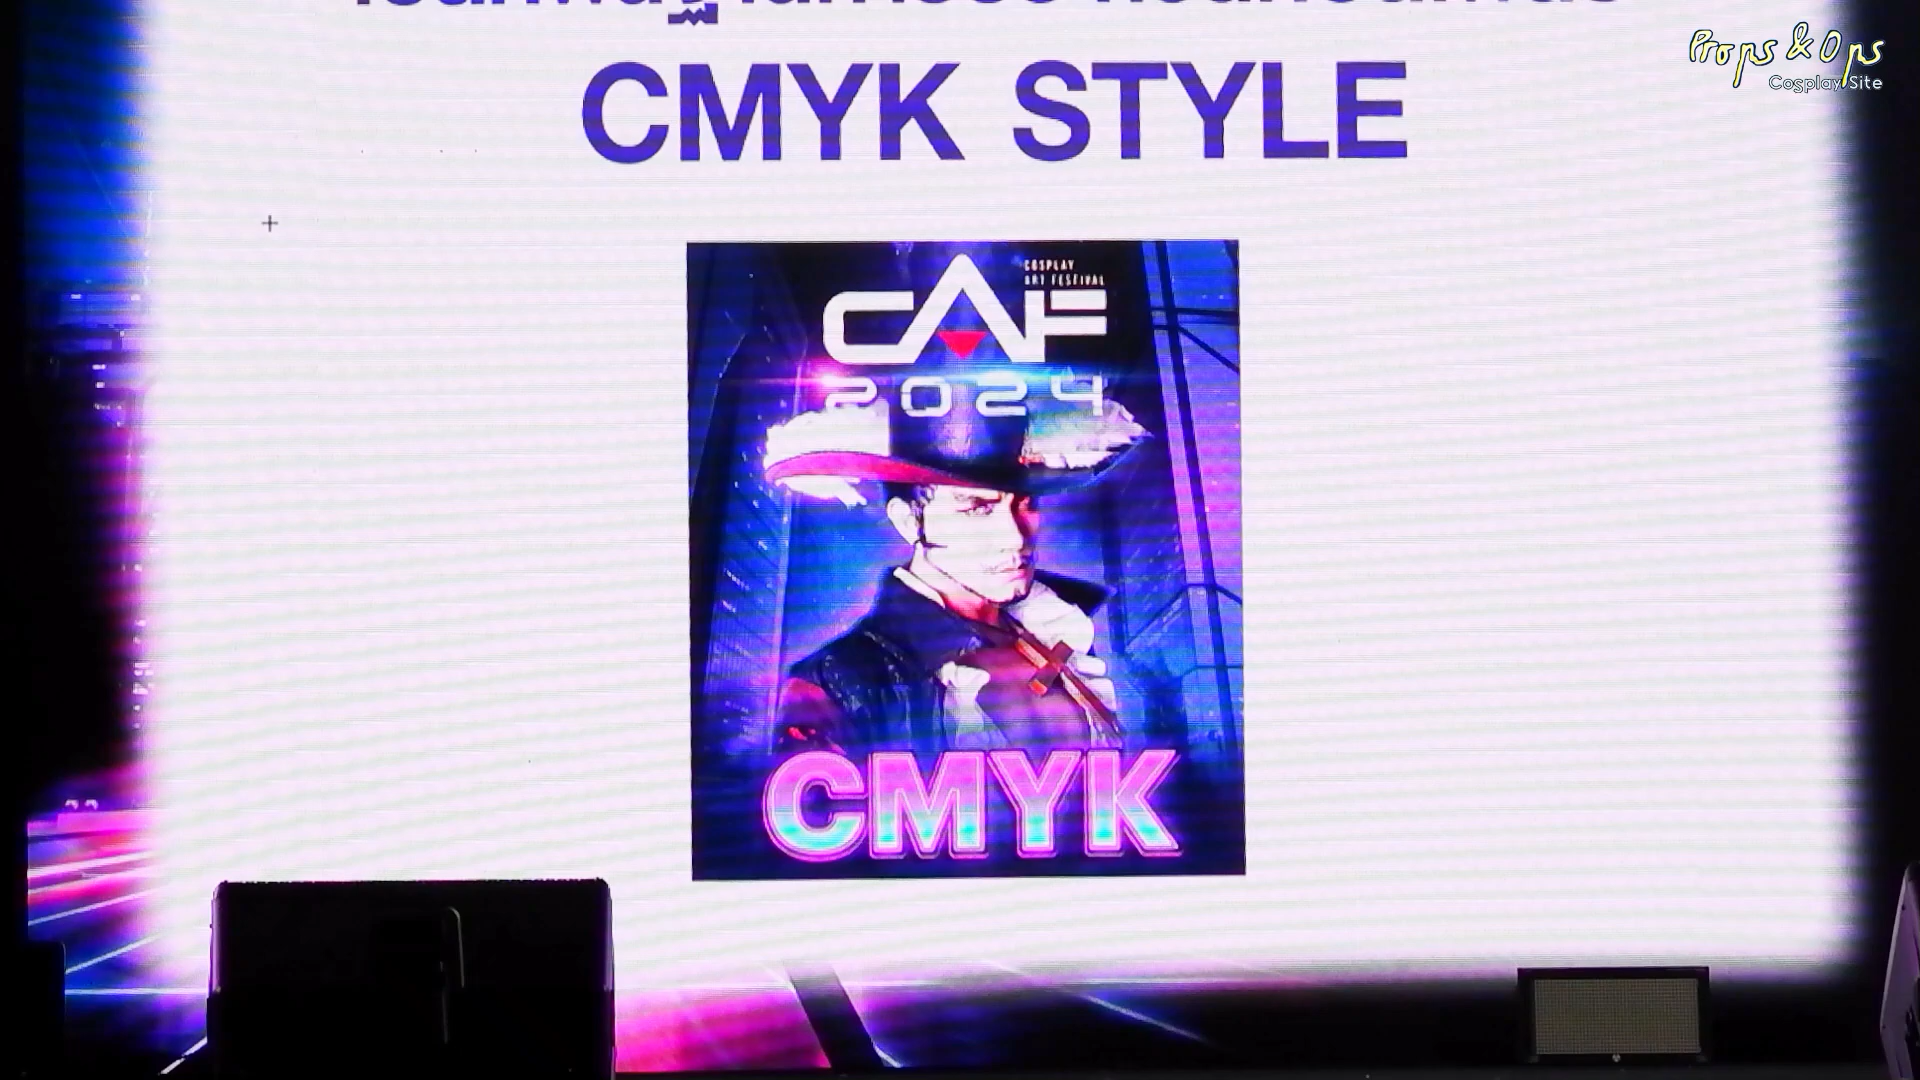 Props & Ops
Cosplay Site
CMYK STYLE
COSPLAY
ART FESTIVAL
CAF
2024
CMYK